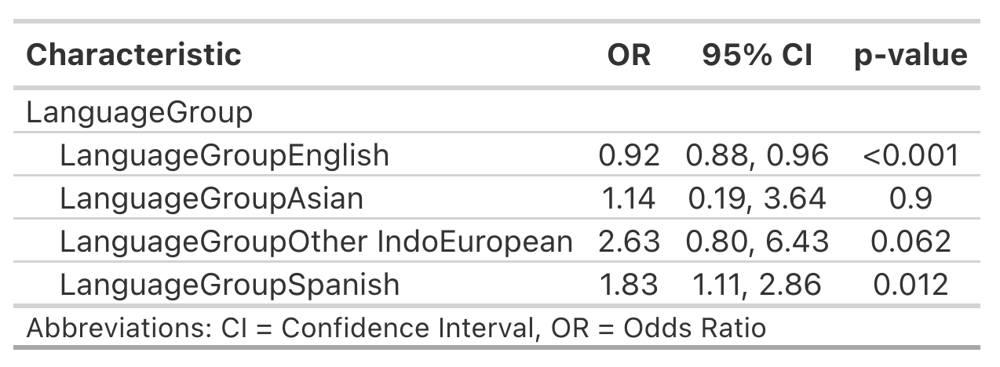 Characteristic OR 95% CI p-value
LanguageGroup
LanguageGroupEnglish 0.92 0.88, 0.96 <0.001
LanguageGroupAsian 1.14 0.19, 3.64 0.9
LanguageGroupOther IndoEuropean 2.63 0.80, 6.43 0.062
LanguageGroupSpanish 1.83 1.11, 2.86 0.012
Abbreviations: CI = Confidence Interval, OR = Odds Ratio